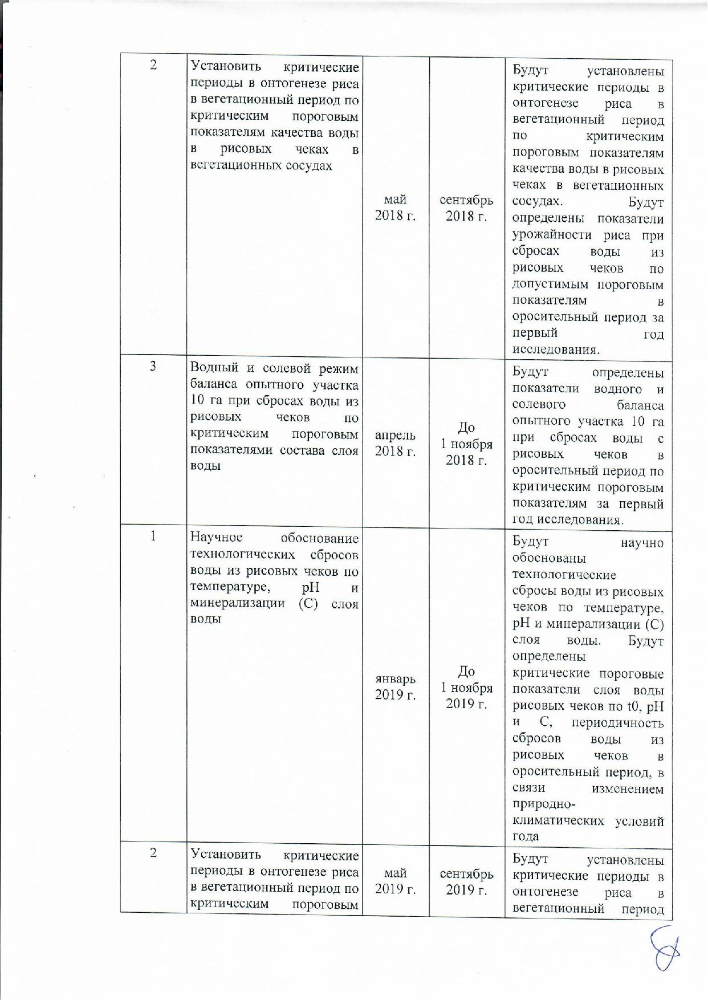 2
Установить критические
периоды в онтогенезе риса
в вегетационный период по
критическим пороговым
показателям качества воды
в рисовых чеках в
вегетационных сосудах
май
2018 г.
сентябрь
2018 г.
Будут установлены
критические периоды в
онтогенезе риса в
вегетационный период
по критическим
пороговым показателям
качества воды в рисовых
чеках в вегетационных
сосудах. Будут
определены показатели
урожайности риса при
сбросах воды из
рисовых чеков по
допустимым пороговым
показателям в
оросительный период за
первый год
исследования.
3
Водный и солевой режим
баланса опытного участка
10 га при сбросах воды из
рисовых чеков по
критическим пороговым
показателями состава слоя
воды
апрель
2018 г.
До
1 ноября
2018 г.
Будут определены
показатели водного и
солевого баланса
опытного участка 10 га
при сбросах воды с
рисовых чеков в
оросительный период по
критическим пороговым
показателям за первый
год исследования.
1
Научное обоснование
технологических сбросов
воды из рисовых чеков по
температуре, рН и
минерализации (С) слоя
воды
январь
2019 г.
До
1 ноября
2019 г.
Будут научно
обоснованы
технологические
сбросы воды из рисовых
чеков по температуре,
рН и минерализации (С)
слоя воды. Будут
определены
критические пороговые
показатели слоя воды
рисовых чеков по t0, рН
и С, периодичность
сбросов воды из
рисовых чеков в
оросительный период, в
связи изменением
природно-
климатических условий
года
2
Установить критические
периоды в онтогенезе риса
в вегетационный период по
критическим пороговым
май
2019 г.
сентябрь
2019 г.
Будут установлены
критические периоды в
онтогенезе риса в
вегетационный период